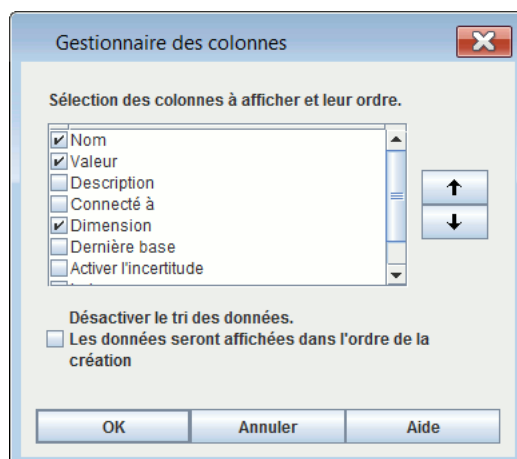 Gestionnaire des colonnes
Sélection des colonnes à afficher et leur ordre.
Nom
Valeur
Description
Connecté à
Dimension
Dernière base
Activer l'incertitude
Désactiver le tri des données.
Les données seront affichées dans l'ordre de la
création
OK
Annuler
Aide